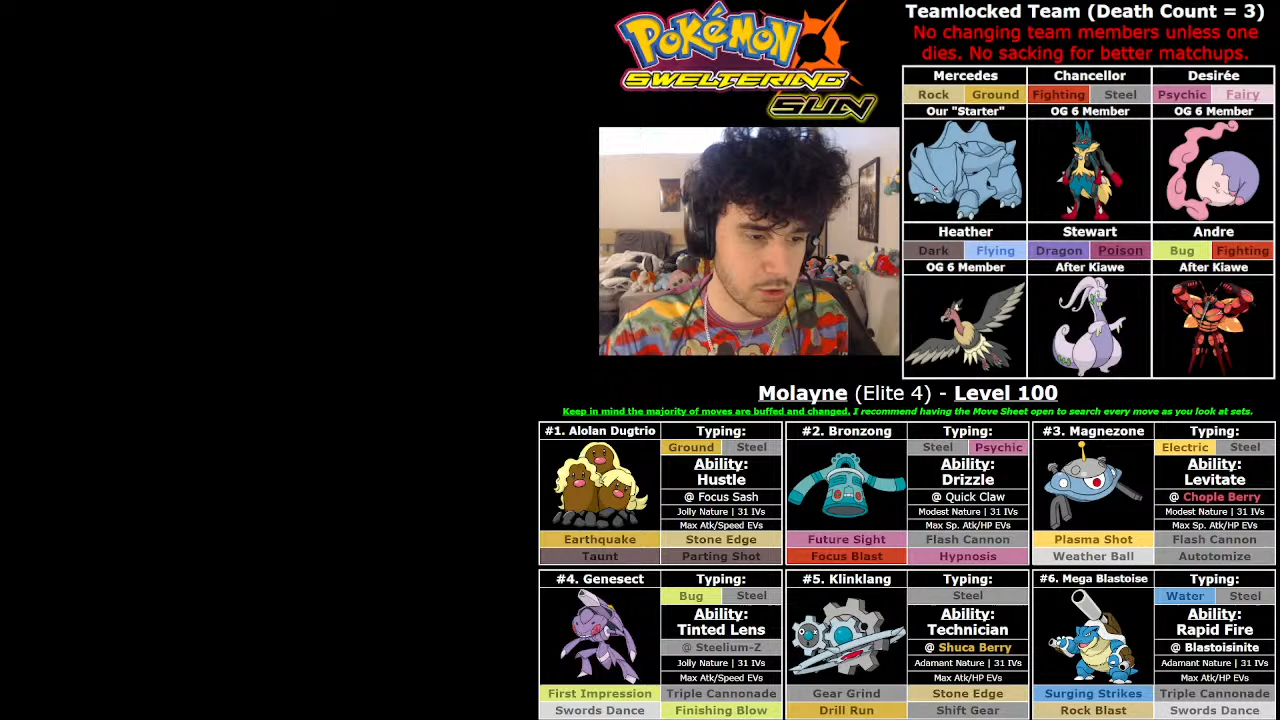 POKÉMON
SWELTERING
SUN
Teamlocked Team (Death Count = 3)
No changing team members unless one
dies. No sacking for better matchups.
Mercedes
Rock Ground
Our "Starter"
Chancellor
Fighting Steel
OG 6 Member
Desirée
Psychic Fairy
OG 6 Member
Heather
Dark Flying
OG 6 Member
Stewart
Dragon Poison
After Kiawe
Andre
Bug Fighting
After Kiawe
Molayne (Elite 4) - Level 100
Keep in mind the majority of moves are buffed and changed. I recommend having the Move Sheet open to search every move as you look at sets.
#1. Alolan Dugtrio
Typing:
Ground Steel
Ability:
Hustle
@ Focus Sash
Jolly Nature | 31 IVs
Max Atk/Speed EVs
Earthquake Stone Edge
Taunt Parting Shot
#2. Bronzong
Typing:
Steel Psychic
Ability:
Drizzle
@ Quick Claw
Modest Nature | 31 IVs
Max Sp. Atk/HP EVs
Future Sight Flash Cannon
Focus Blast Hypnosis
#3. Magnezone
Typing:
Electric Steel
Ability:
Levitate
@ Chople Berry
Modest Nature | 31 IVs
Max Sp. Atk/HP EVs
Plasma Shot Flash Cannon
Weather Ball Autotomize
#4. Genesect
Typing:
Bug Steel
Ability:
Tinted Lens
@ Steelium-Z
Jolly Nature | 31 IVs
Max Atk/Speed EVs
First Impression Triple Cannonade
Swords Dance Finishing Blow
#5. Klinklang
Typing:
Steel
Ability:
Technician
@ Shuca Berry
Adamant Nature | 31 IVs
Max Atk/HP EVs
Gear Grind Stone Edge
Drill Run Shift Gear
#6. Mega Blastoise
Typing:
Water Steel
Ability:
Rapid Fire
@ Blastoisinite
Adamant Nature | 31 IVs
Max Atk/HP EVs
Surging Strikes Triple Cannonade
Rock Blast Swords Dance